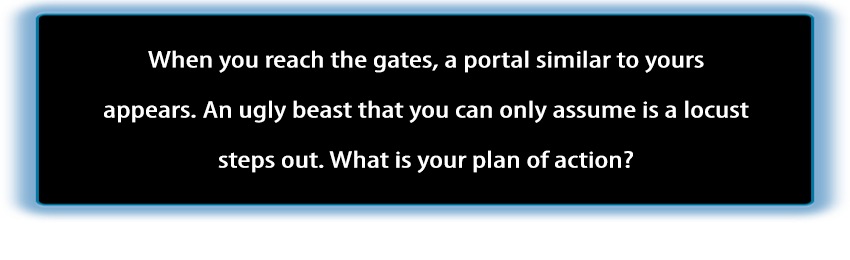 When you reach the gates, a portal similar to yours
appears. An ugly beast that you can only assume is a locust
steps out. What is your plan of action?